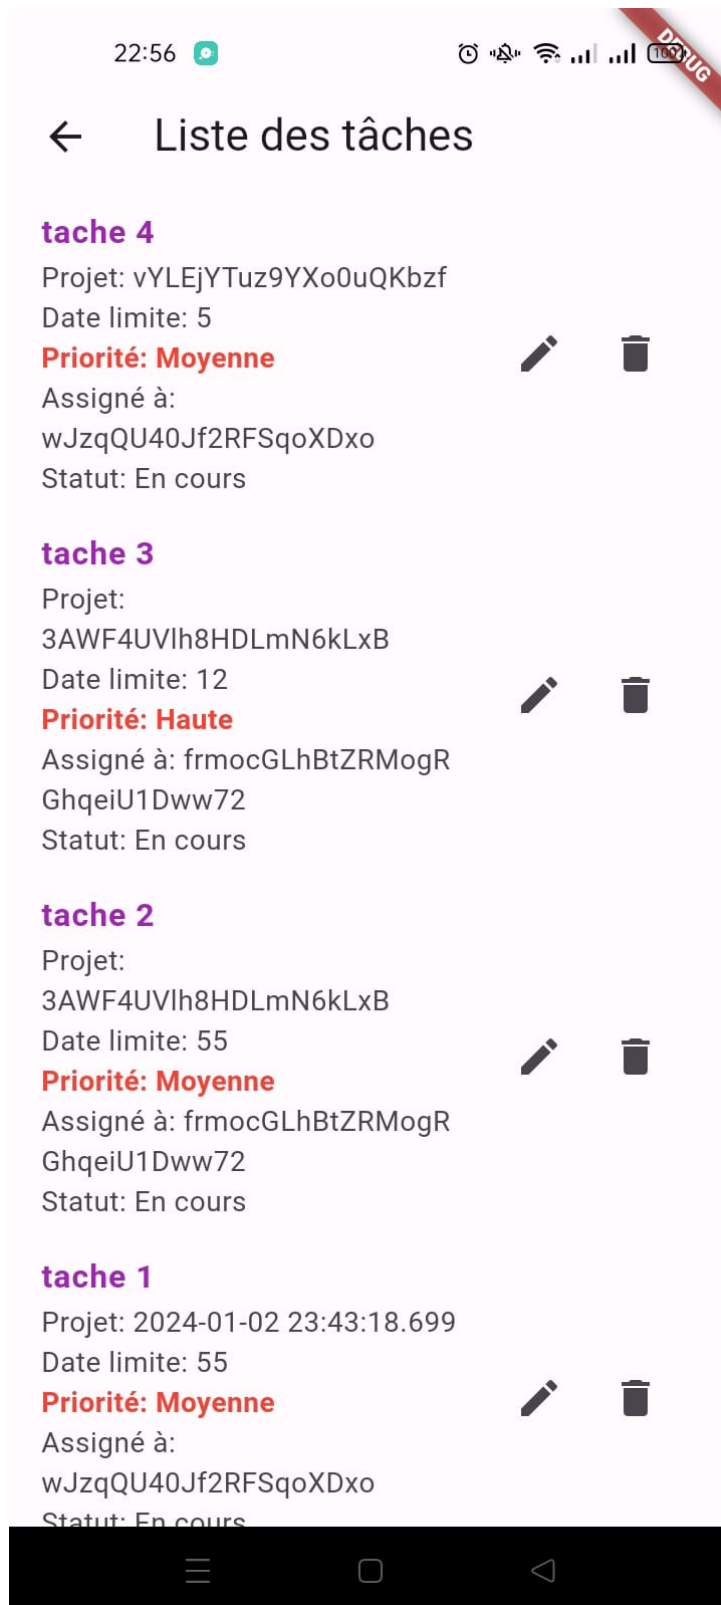 22:56
100
DEBUG
Liste des tâches
tache 4
Projet: vYLEjYTuz9YXo0uQKbzf
Date limite: 5
Priorité: Moyenne
Assigné à:
wJzqQU40Jf2RFSqoXDxo
Statut: En cours
tache 3
Projet:
3AWF4UVlh8HDLmN6kLxB
Date limite: 12
Priorité: Haute
Assigné à: frmocGLhBtZRMogR
GhqeiU1Dww72
Statut: En cours
tache 2
Projet:
3AWF4UVlh8HDLmN6kLxB
Date limite: 55
Priorité: Moyenne
Assigné à: frmocGLhBtZRMogR
GhqeiU1Dww72
Statut: En cours
tache 1
Projet: 2024-01-02 23:43:18.699
Date limite: 55
Priorité: Moyenne
Assigné à:
wJzqQU40Jf2RFSqoXDxo
Statut: En cours